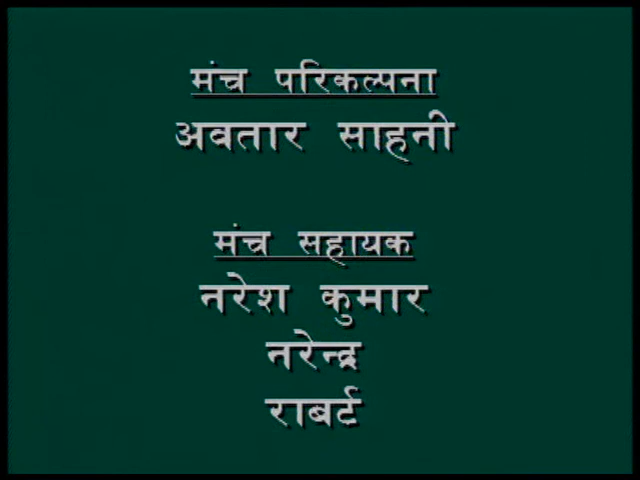 मंच परिकल्पना
अवतार साहनी
मंच सहायक
नरेश कुमार
नरेन्द्र
राबर्ट